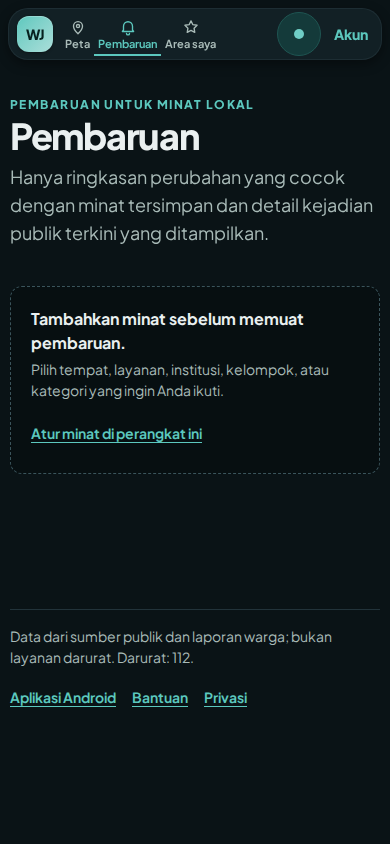 WJ
Peta
Pembaruan
Area saya
Akun
PEMBARUAN UNTUK MINAT LOKAL
Pembaruan
Hanya ringkasan perubahan yang cocok
dengan minat tersimpan dan detail kejadian
publik terkini yang ditampilkan.
Tambahkan minat sebelum memuat
pembaruan.
Pilih tempat, layanan, institusi, kelompok, atau
kategori yang ingin Anda ikuti.
Atur minat di perangkat ini
Data dari sumber publik dan laporan warga; bukan
layanan darurat. Darurat: 112.
Aplikasi Android Bantuan Privasi